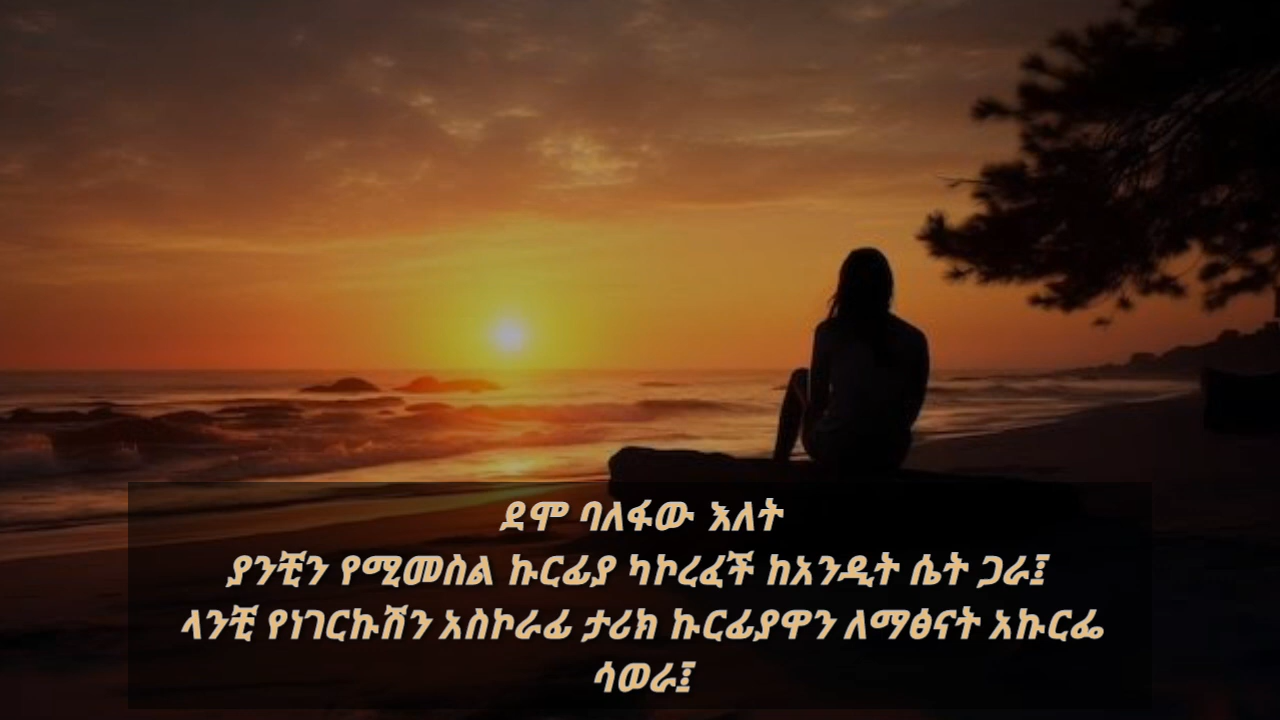 ደሞ ባለፋው እለት
ያንቺን የሚመስል ኩርፊያ ካኮረፈች ከአንዲት ሴት ጋራ፤
ላንቺ የነገርኩሽን አስኮራፊ ታሪክ ኩርፊያዋን ለማፅናት አኩርፌ
ሳወራ፤